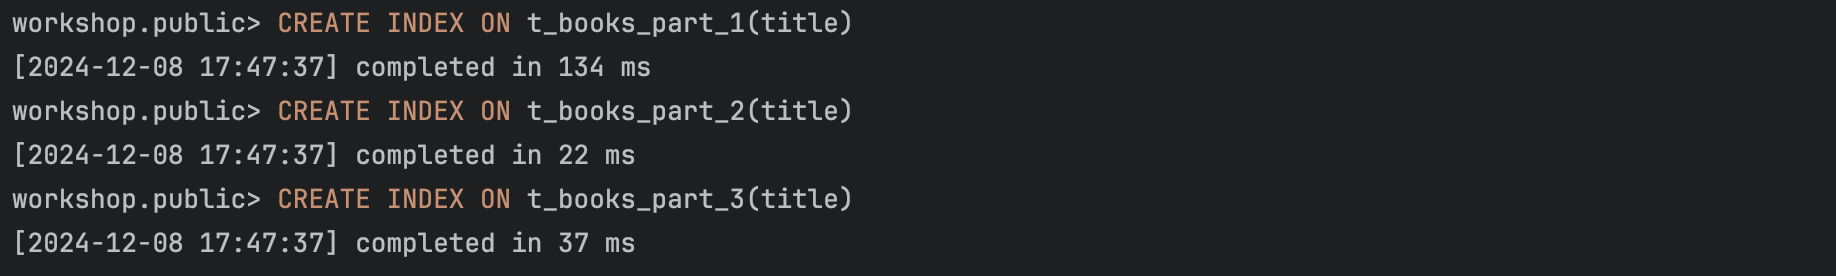 workshop.public> CREATE INDEX ON t_books_part_1(title)
[2024-12-08 17:47:37] completed in 134 ms
workshop.public> CREATE INDEX ON t_books_part_2(title)
[2024-12-08 17:47:37] completed in 22 ms
workshop.public> CREATE INDEX ON t_books_part_3(title)
[2024-12-08 17:47:37] completed in 37 ms